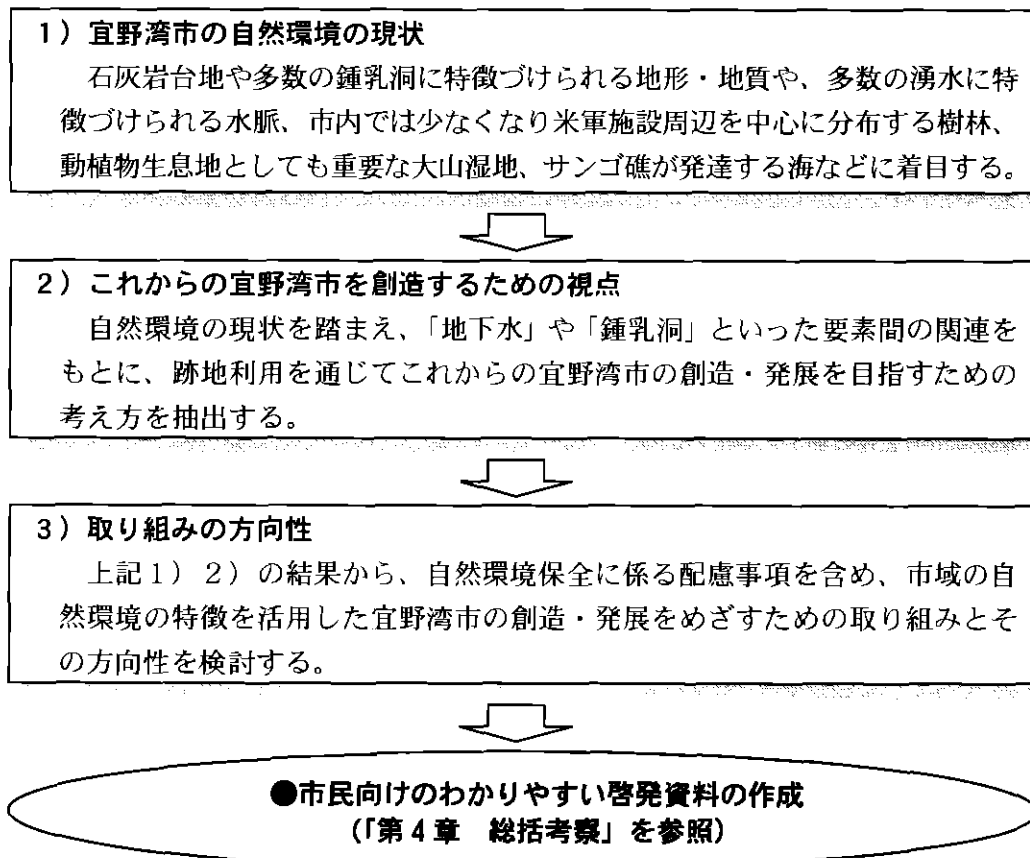 1）宜野湾市の自然環境の現状
石灰岩台地や多数の鍾乳洞に特徴づけられる地形・地質や、多数の湧水に特
徴づけられる水脈、市内では少なくなり米軍施設周辺を中心に分布する樹林、
動植物生息地としても重要な大山湿地、サンゴ礁が発達する海などに着目する。
2）これからの宜野湾市を創造するための視点
自然環境の現状を踏まえ、「地下水」や「鍾乳洞」といった要素間の関連を
もとに、跡地利用を通じてこれからの宜野湾市の創造・発展を目指すための
考え方を抽出する。
3）取り組みの方向性
上記1）2）の結果から、自然環境保全に係る配慮事項を含め、市域の自
然環境の特徴を活用した宜野湾市の創造・発展をめざすための取り組みとそ
の方向性を検討する。
●市民向けのわかりやすい啓発資料の作成
（「第4章　総括考察」を参照）